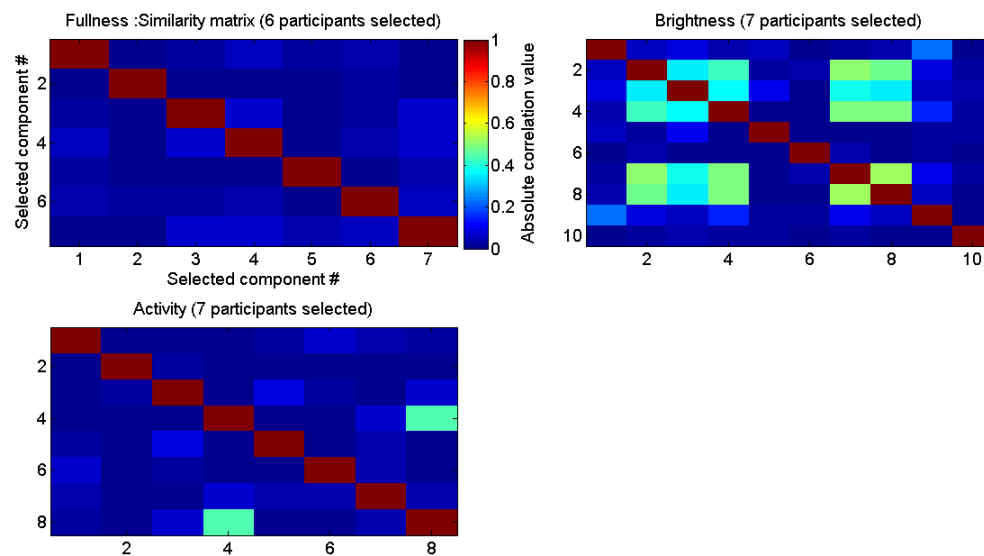 Fullness :Similarity matrix (6 participants selected)
Selected component #
2
4
6
1 2 3 4 5 6 7
Selected component #
1
0.8
0.6
0.4
0.2
0
Absolute correlation value
Brightness (7 participants selected)
2
4
6
8
10
2 4 6 8 10
Activity (7 participants selected)
2
4
6
8
2 4 6 8